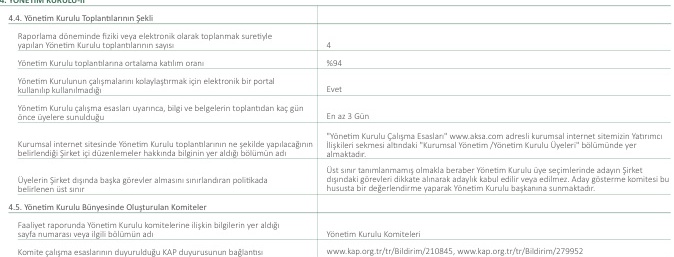 4. YÖNETİM KURULU-II
4.4. Yönetim Kurulu Toplantılarının Şekli
Raporlama döneminde fiziki veya elektronik olarak toplanmak suretiyle
yapılan Yönetim Kurulu toplantılarının sayısı
4
Yönetim Kurulu toplantılarına ortalama katılım oranı
%94
Yönetim Kurulunun çalışmalarını kolaylaştırmak için elektronik bir portal
kullanılıp kullanılmadığı
Evet
Yönetim Kurulu çalışma esasları uyarınca, bilgi ve belgelerin toplantıdan kaç gün
önce üyelere sunulduğu
En az 3 Gün
Kurumsal internet sitesinde Yönetim Kurulu toplantılarının ne şekilde yapılacağının
belirlendiği Şirket içi düzenlemeler hakkında bilginin yer aldığı bölümün adı
"Yönetim Kurulu Çalışma Esasları" www.aksa.com adresli kurumsal internet sitemizin Yatırımcı
İlişkileri sekmesi altındaki "Kurumsal Yönetim /Yönetim Kurulu Üyeleri" bölümünde yer
almaktadır.
Üyelerin Şirket dışında başka görevler almasını sınırlandıran politikada
belirlenen üst sınır
Üst sınır tanımlanmamış olmakla beraber Yönetim Kurulu üye seçimlerinde adayın Şirket
dışındaki görevleri dikkate alınarak adaylık kabul edilir veya edilmez. Aday gösterme komitesi bu
hususta bir değerlendirme yaparak Yönetim Kurulu başkanına sunmaktadır.
4.5. Yönetim Kurulu Bünyesinde Oluşturulan Komiteler
Faaliyet raporunda Yönetim Kurulu komitelerine ilişkin bilgilerin yer aldığı
sayfa numarası veya ilgili bölümün adı
Yönetim Kurulu Komiteleri
Komite çalışma esaslarının duyurulduğu KAP duyurusunun bağlantısı
www.kap.org.tr/tr/Bildirim/210845, www.kap.org.tr/tr/Bildirim/279952